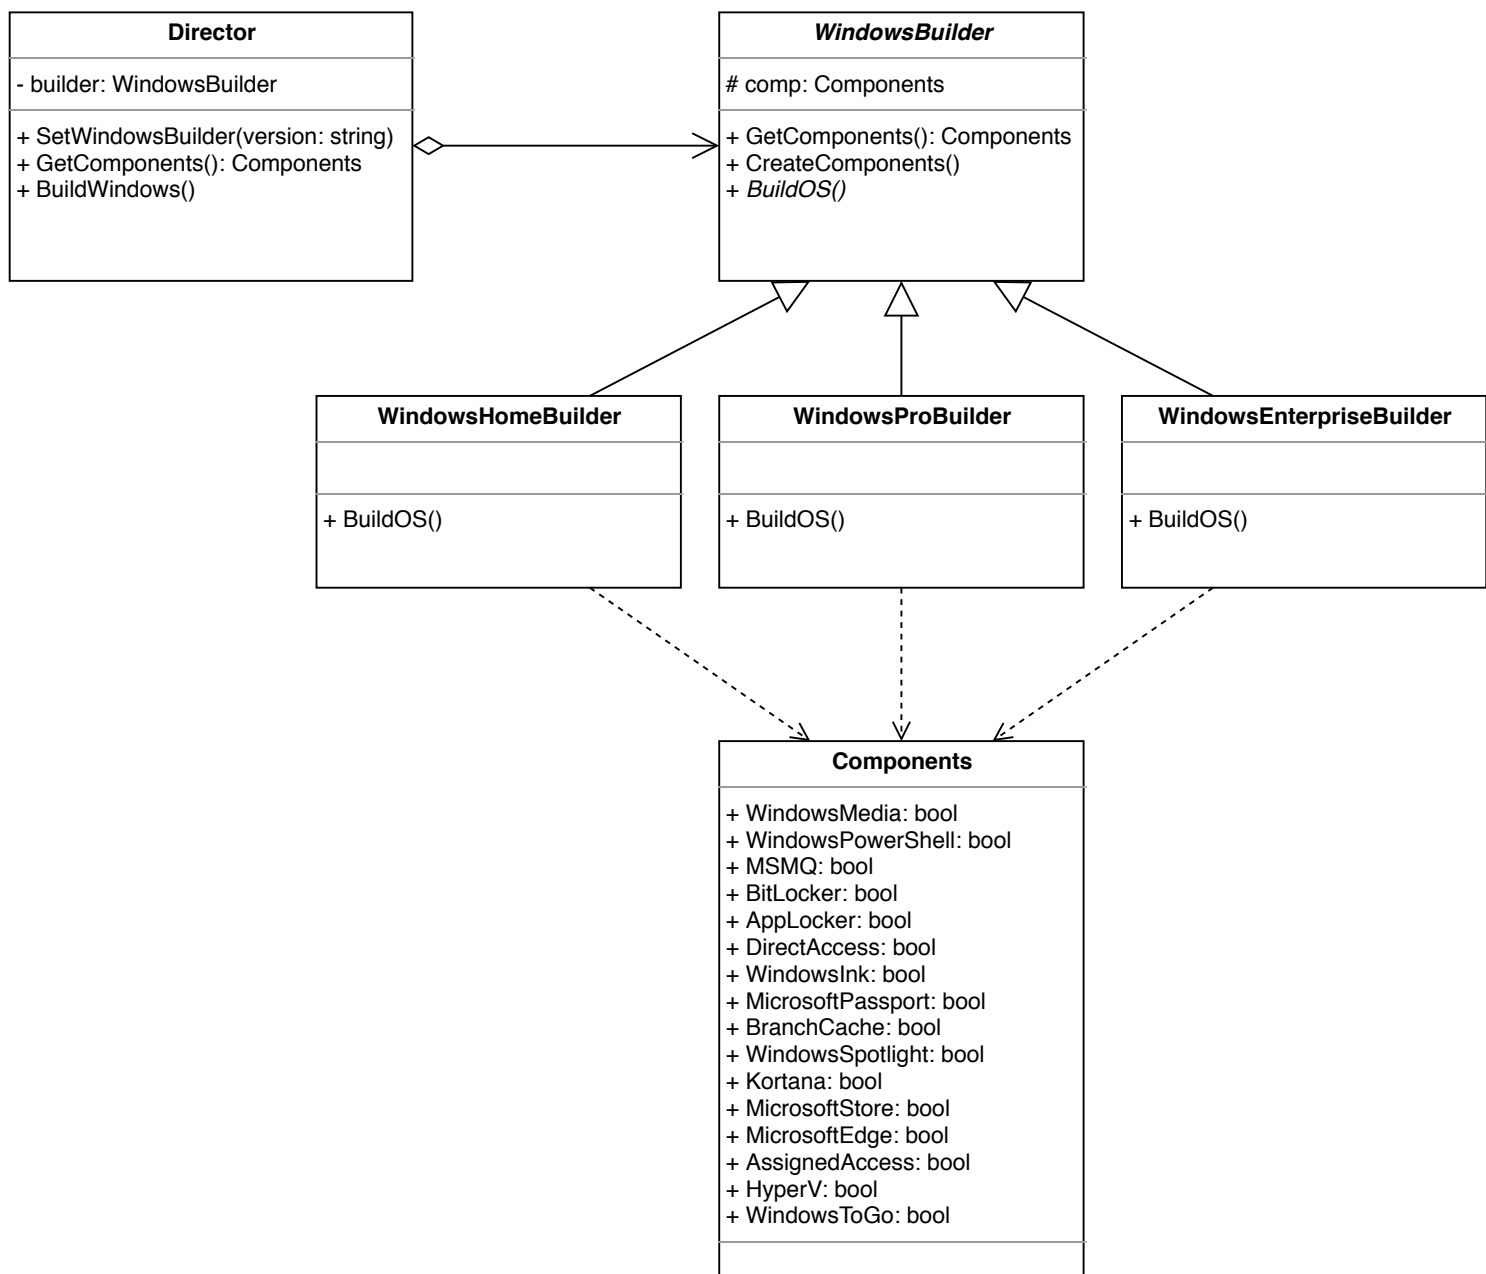 Director
- builder: WindowsBuilder
+ SetWindowsBuilder(version: string)
+ GetComponents(): Components
+ BuildWindows()
WindowsBuilder
# comp: Components
+ GetComponents(): Components
+ CreateComponents()
+ BuildOS()
WindowsHomeBuilder
+ BuildOS()
WindowsProBuilder
+ BuildOS()
WindowsEnterpriseBuilder
+ BuildOS()
Components
+ WindowsMedia: bool
+ WindowsPowerShell: bool
+ MSMQ: bool
+ BitLocker: bool
+ AppLocker: bool
+ DirectAccess: bool
+ WindowsInk: bool
+ MicrosoftPassport: bool
+ BranchCache: bool
+ WindowsSpotlight: bool
+ Kortana: bool
+ MicrosoftStore: bool
+ MicrosoftEdge: bool
+ AssignedAccess: bool
+ HyperV: bool
+ WindowsToGo: bool